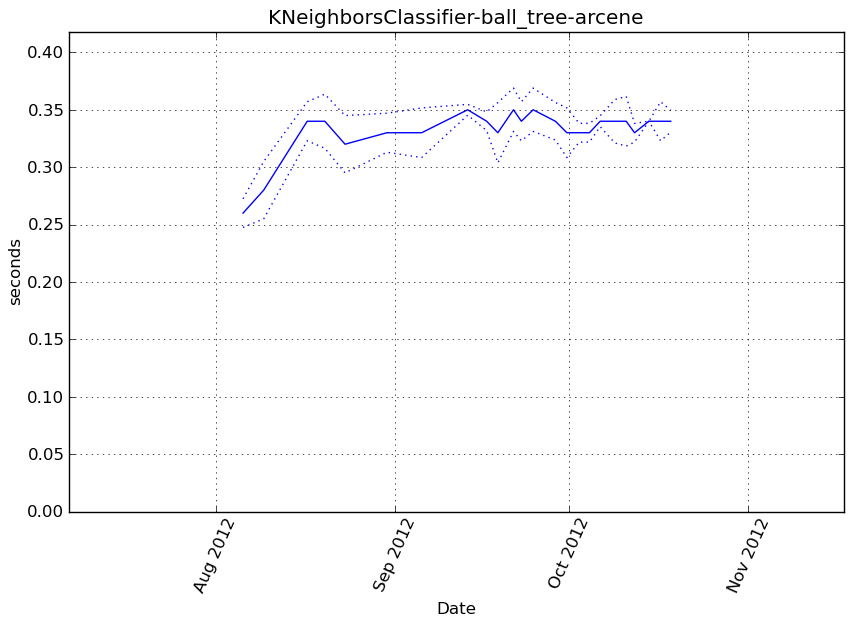 KNeighborsClassifier-ball_tree-arcene
0.40
0.35
0.30
0.25
0.20
0.15
0.10
0.05
0.00
seconds
Aug 2012
Sep 2012
Oct 2012
Nov 2012
Date